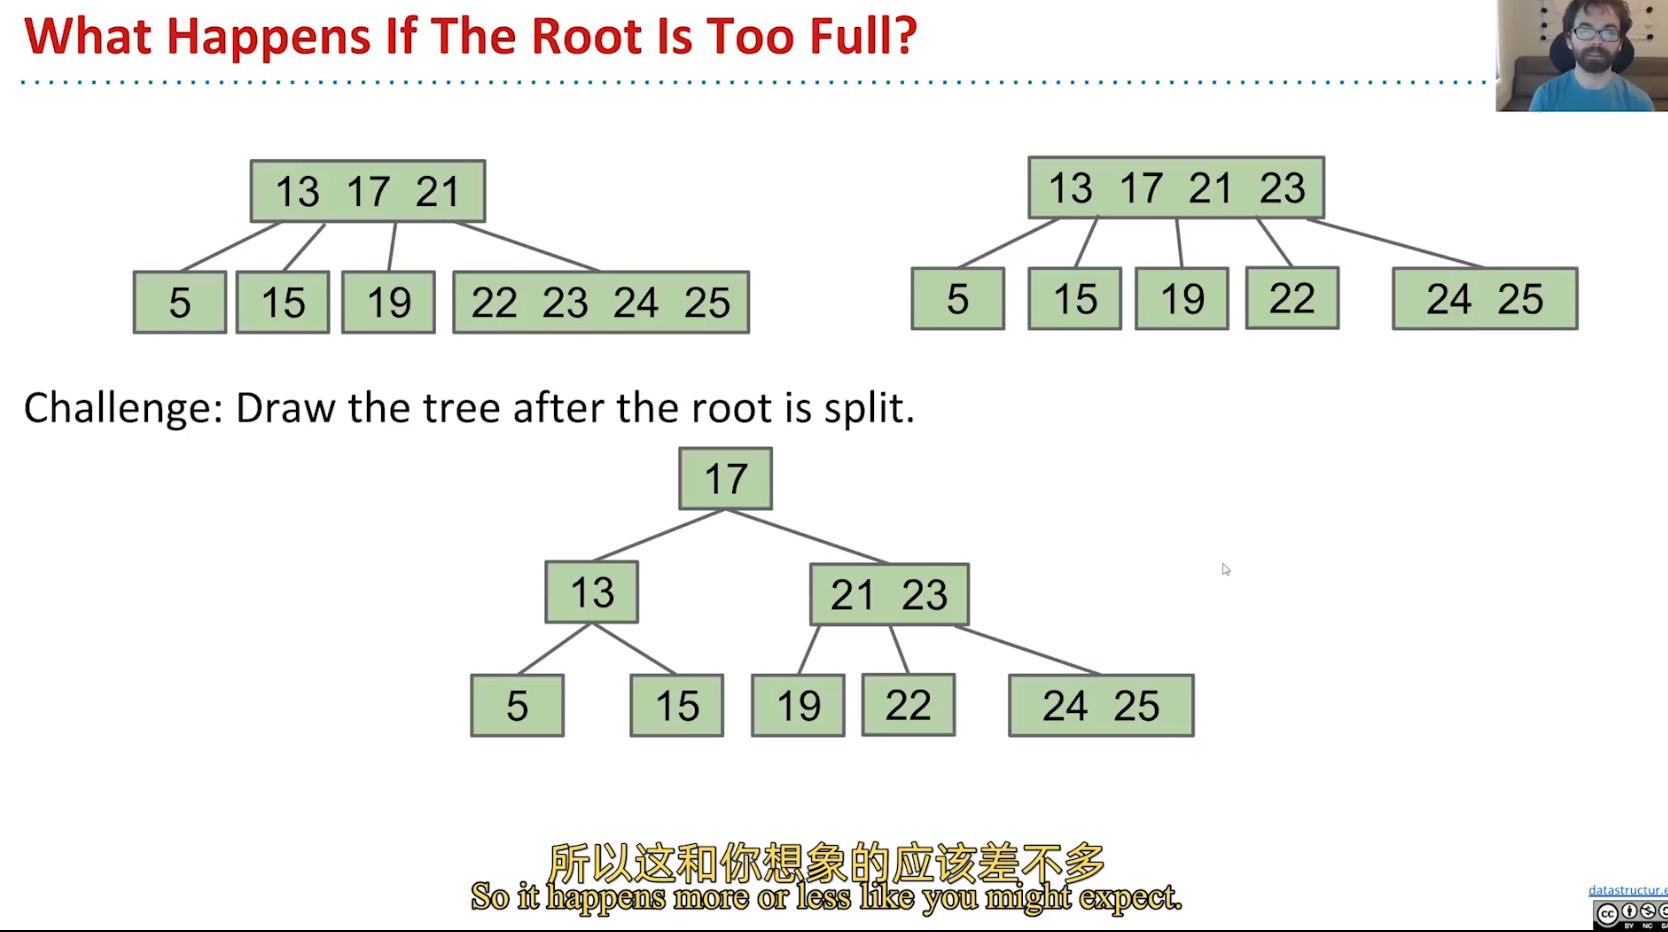 What Happens If The Root Is Too Full?
13 17 21
5 15 19 22 23 24 25
13 17 21 23
5 15 19 22 24 25
Challenge: Draw the tree after the root is split.
17
13 21 23
5 15 19 22 24 25
所以这和你想象的应该差不多
So it happens more or less like you might expect.
datastructur.e
cc
BY NC